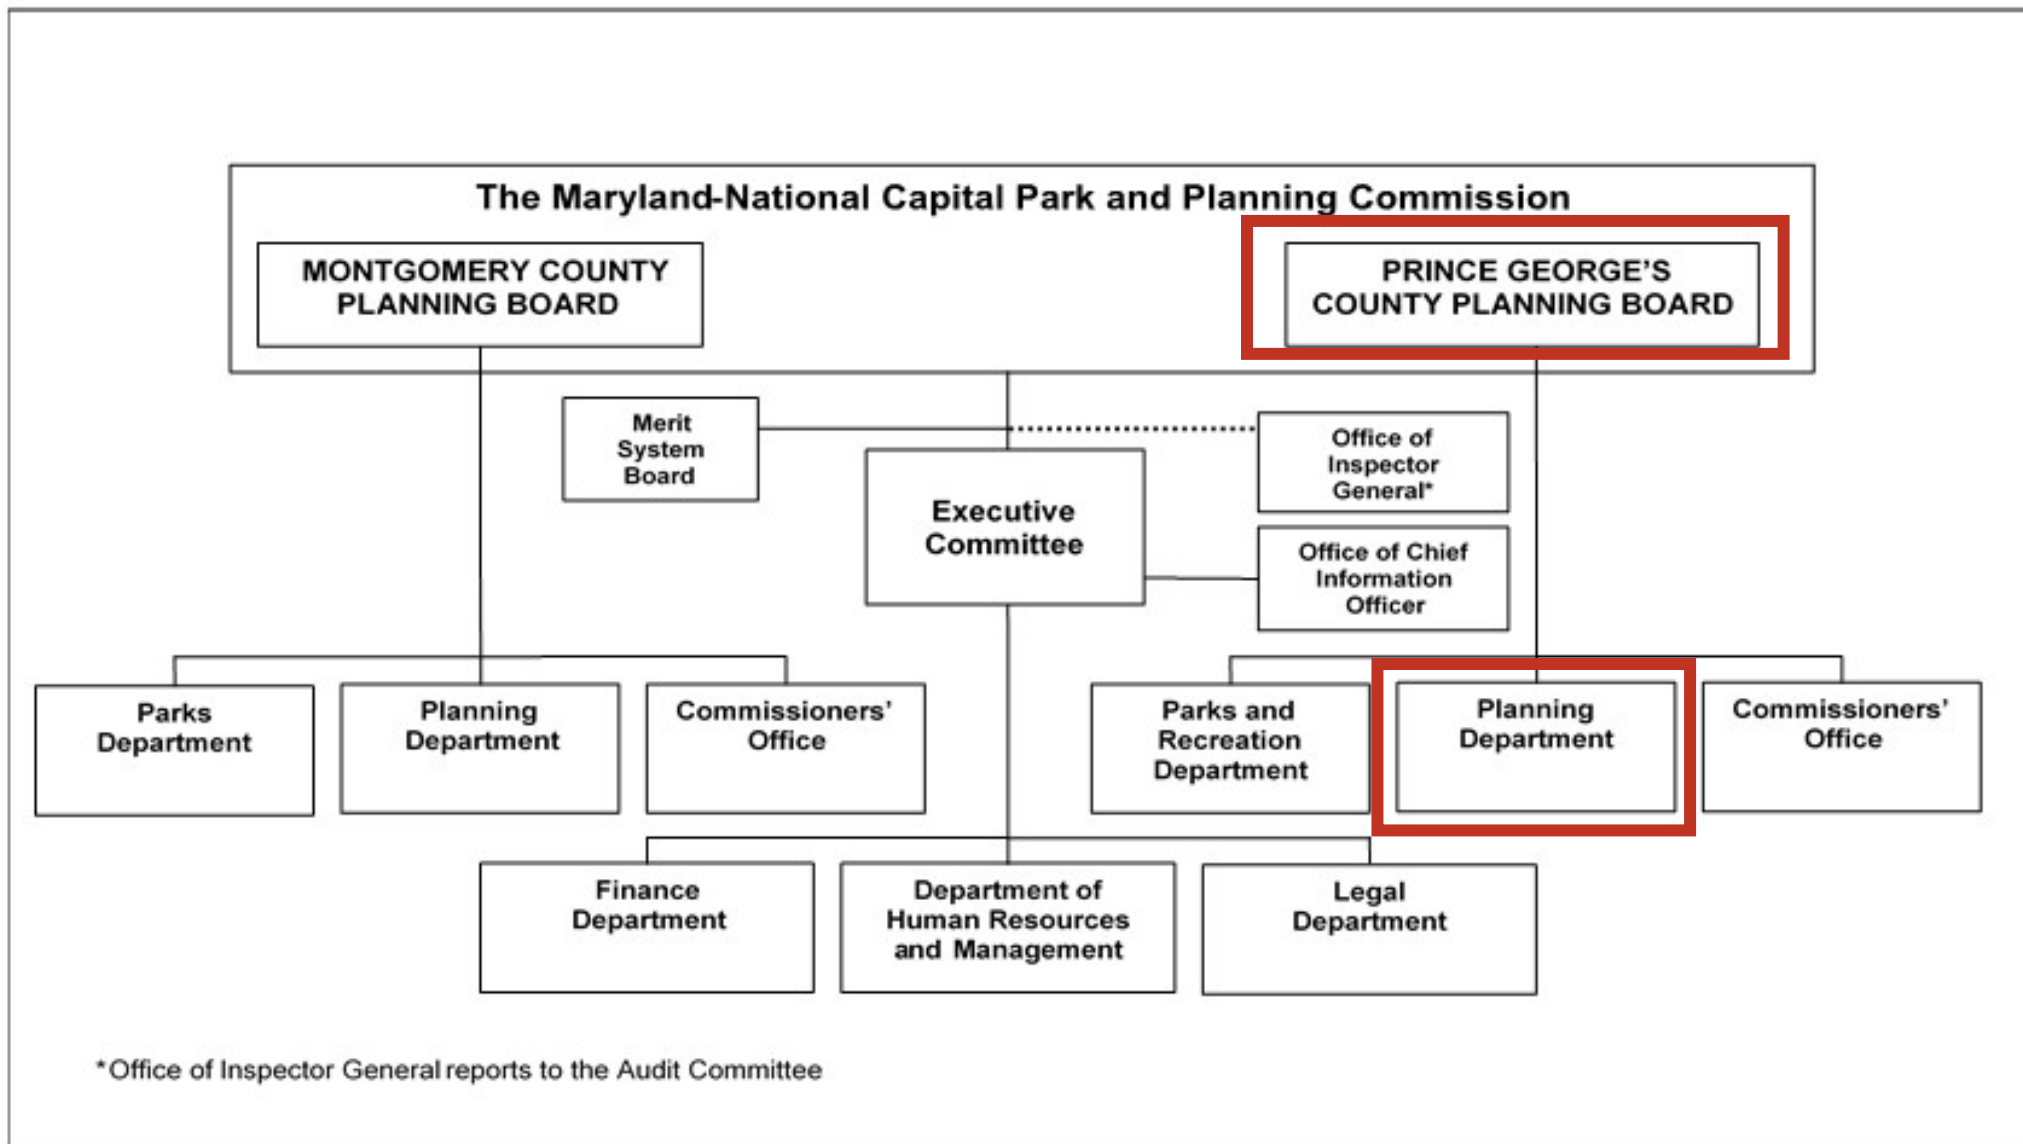 The Maryland-National Capital Park and Planning Commission
MONTGOMERY COUNTY
PLANNING BOARD
PRINCE GEORGE’S
COUNTY PLANNING BOARD
Merit
System
Board
Office of
Inspector
General*
Executive
Committee
Office of Chief
Information
Officer
Parks
Department
Planning
Department
Commissioners’
Office
Parks and
Recreation
Department
Planning
Department
Commissioners’
Office
Finance
Department
Department of
Human Resources
and Management
Legal
Department
*Office of Inspector General reports to the Audit Committee